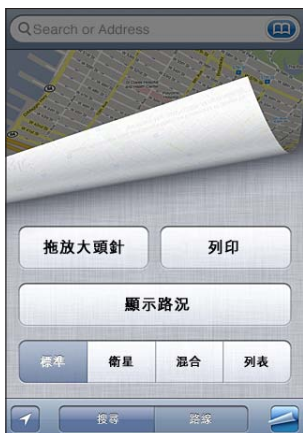 Search or Address
拖放大頭針 列印
顯示路況
標準 衛星 混合 列表
搜尋 路線